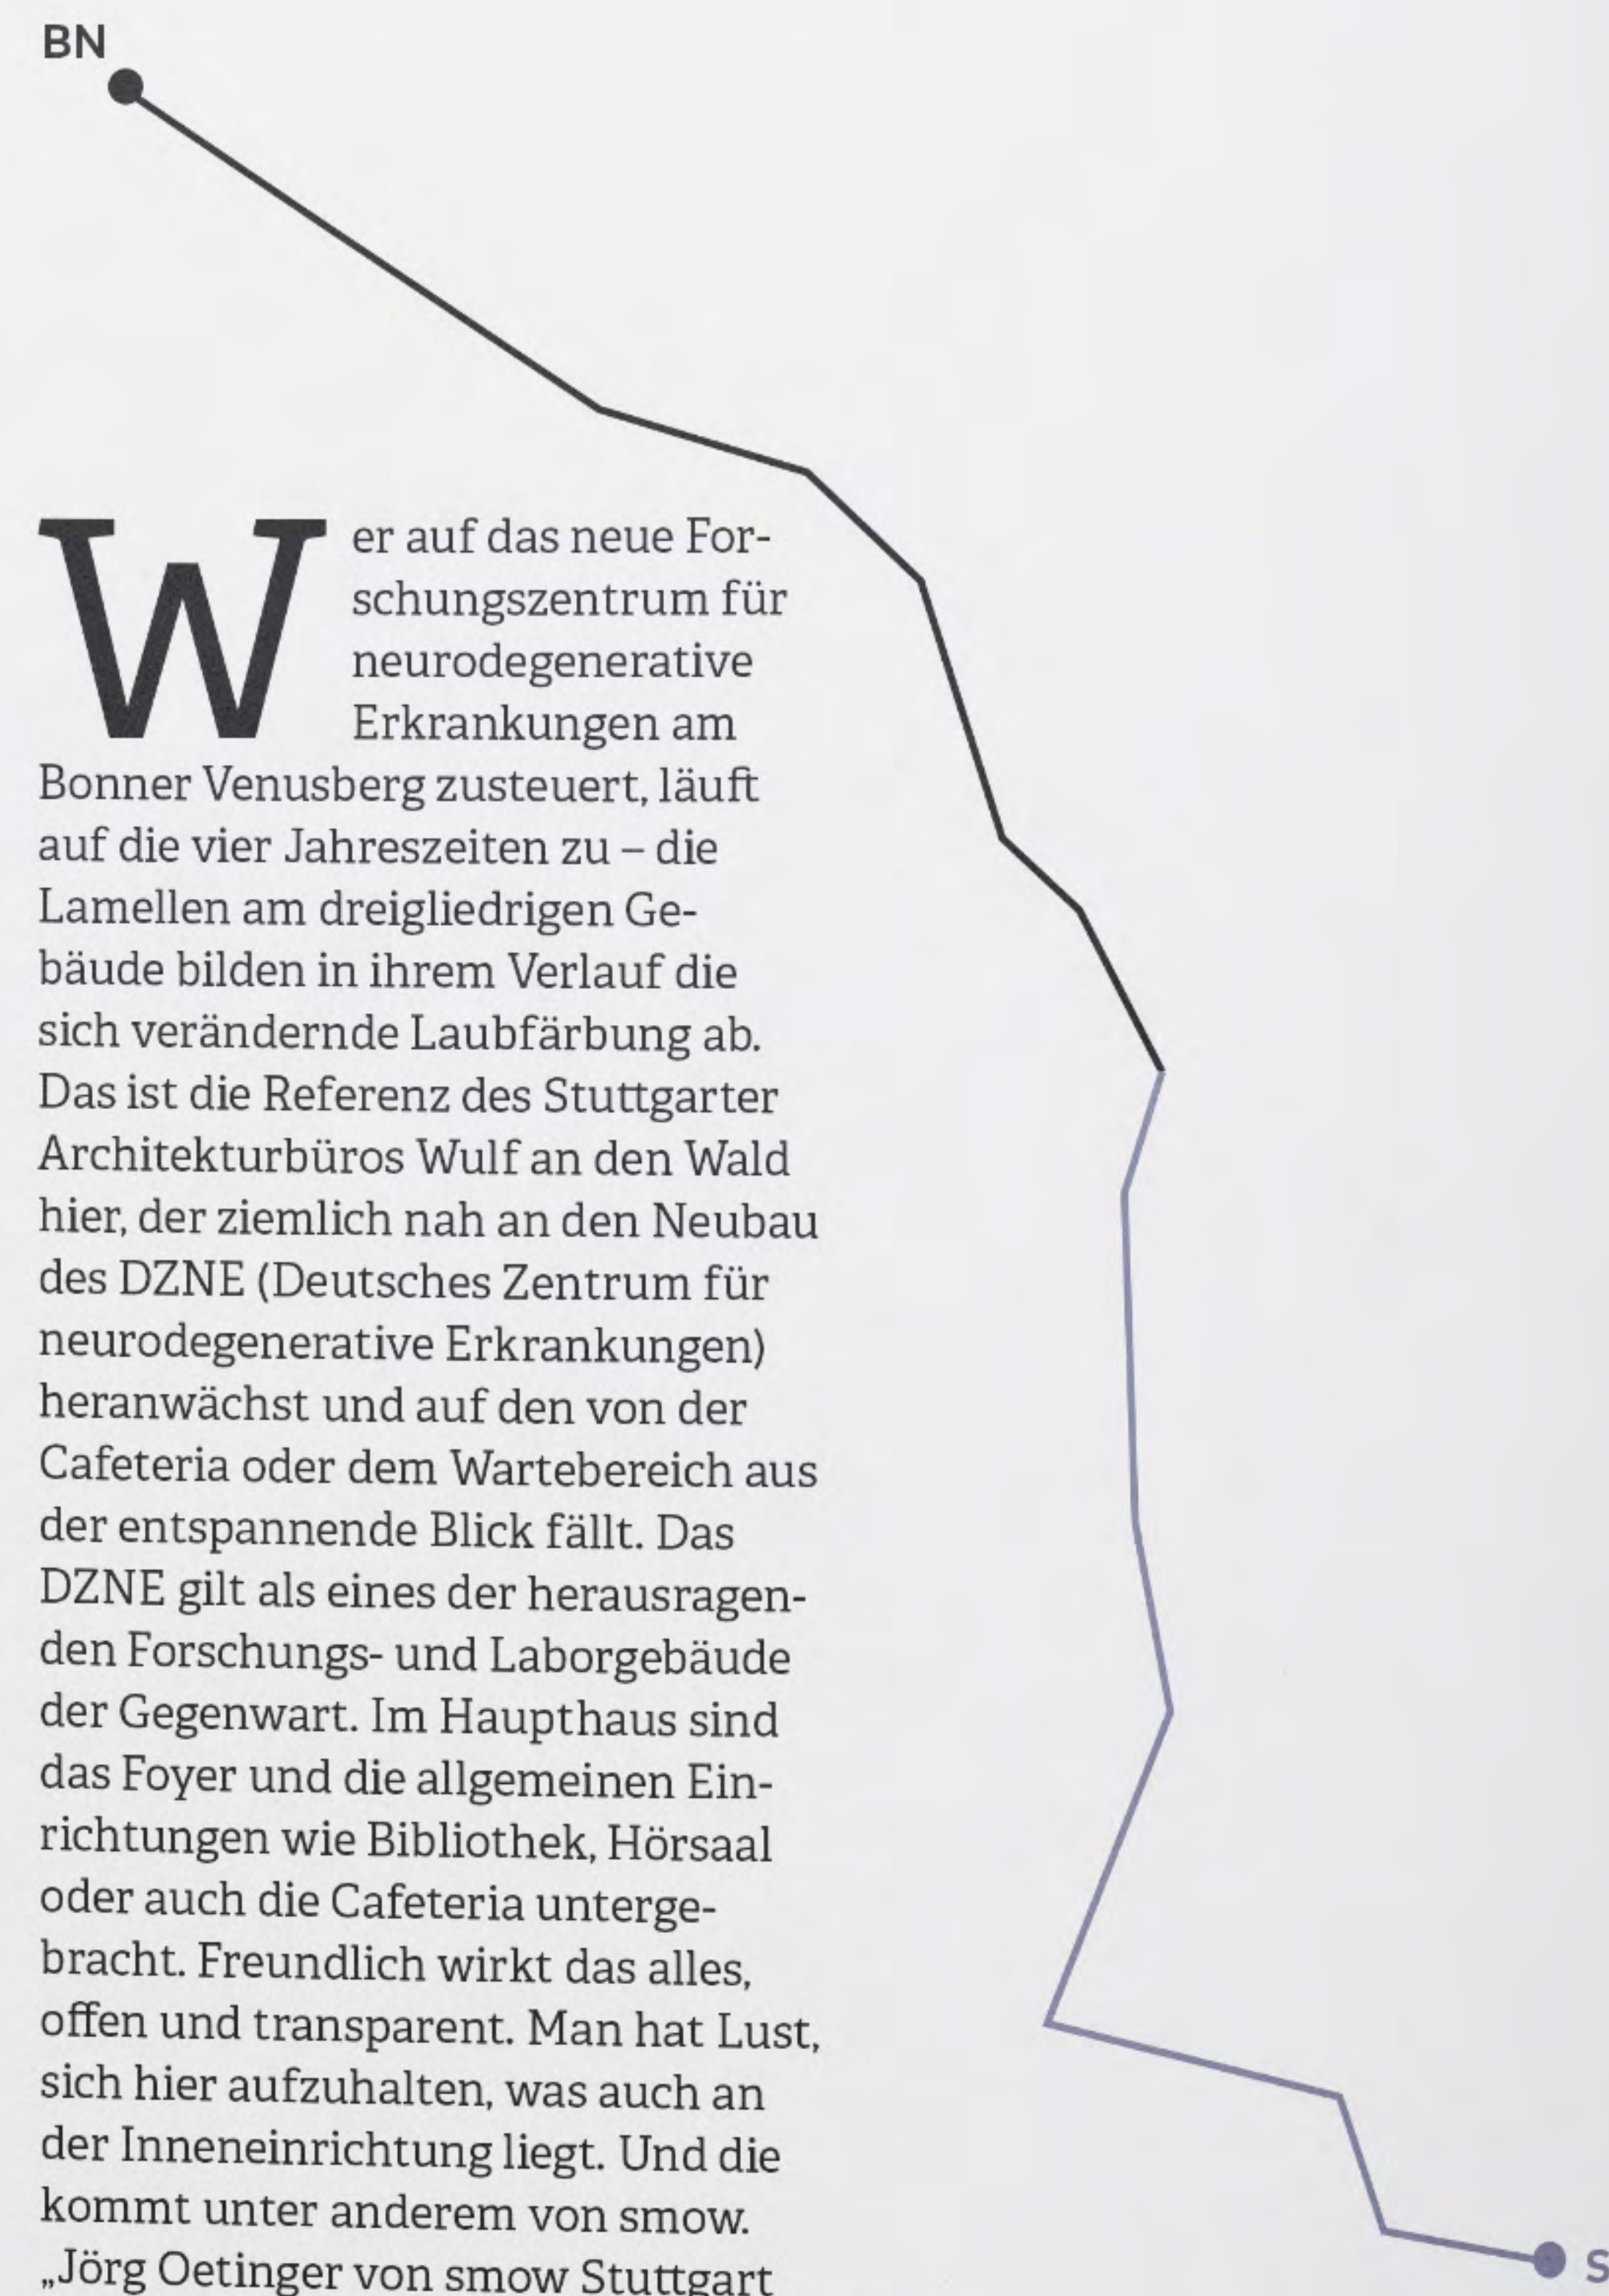 BN
Wer auf das neue For-
schungszentrum für
neurodegenerative
Erkrankungen am
Bonner Venusberg zusteuert, läuft
auf die vier Jahreszeiten zu – die
Lamellen am dreigliedrigen Ge-
bäude bilden in ihrem Verlauf die
sich verändernde Laubfärbung ab.
Das ist die Referenz des Stuttgarter
Architekturbüros Wulf an den Wald
hier, der ziemlich nah an den Neubau
des DZNE (Deutsches Zentrum für
neurodegenerative Erkrankungen)
heranwächst und auf den von der
Cafeteria oder dem Wartebereich aus
der entspannende Blick fällt. Das
DZNE gilt als eines der herausragen-
den Forschungs- und Laborgebäude
der Gegenwart. Im Haupthaus sind
das Foyer und die allgemeinen Ein-
richtungen wie Bibliothek, Hörsaal
oder auch die Cafeteria unterge-
bracht. Freundlich wirkt das alles,
offen und transparent. Man hat Lust,
sich hier aufzuhalten, was auch an
der Inneneinrichtung liegt. Und die
kommt unter anderem von smow.
„Jörg Oetinger von smow Stuttgart
S